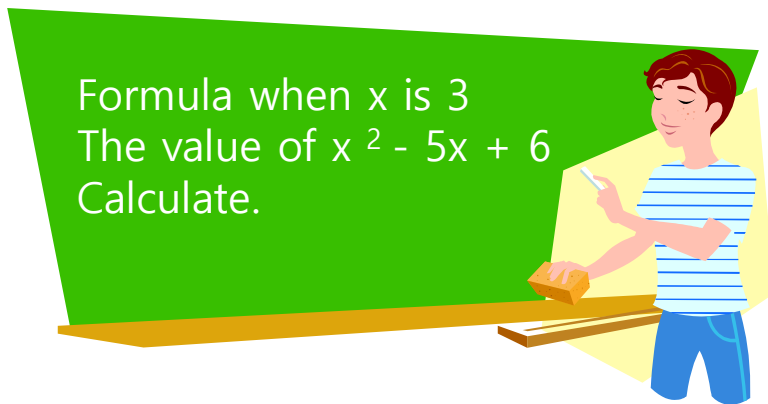 Formula when x is 3
The value of x ² - 5x + 6
Calculate.